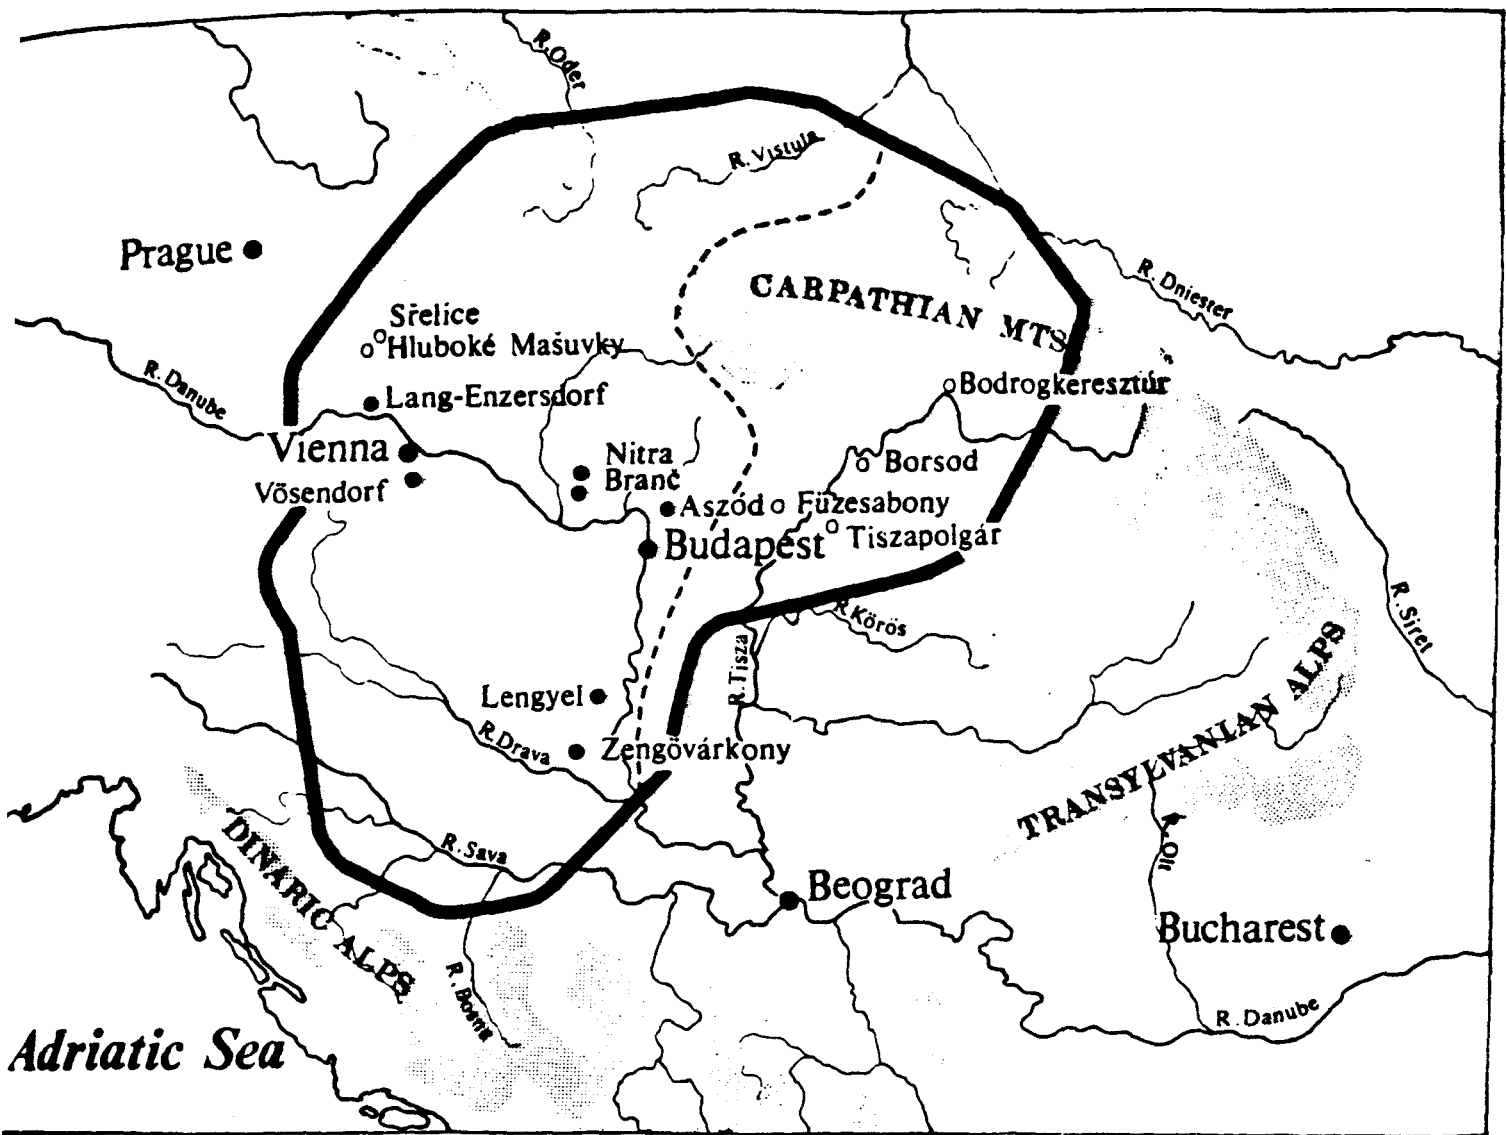 R. Oder
R. Vistula
Prague
CARPATHIAN MTS
R. Dniester
Sřelice
Hluboké Mašuvky
R. Danube
Lang-Enzersdorf
Bodrogkeresztúr
Vienna
Nitra
Borsod
Branč
Vösendorf
Aszód
Füzesabony
Budapest
Tiszapolgár
R. Körös
R. Siret
R. Tisza
Lengyel
R. Drava
Zengövárkony
TRANSYLVANIAN ALPS
DINARIC ALPS
R. Sava
R. Olt
Beograd
Bucharest
R. Bosna
R. Danube
Adriatic Sea